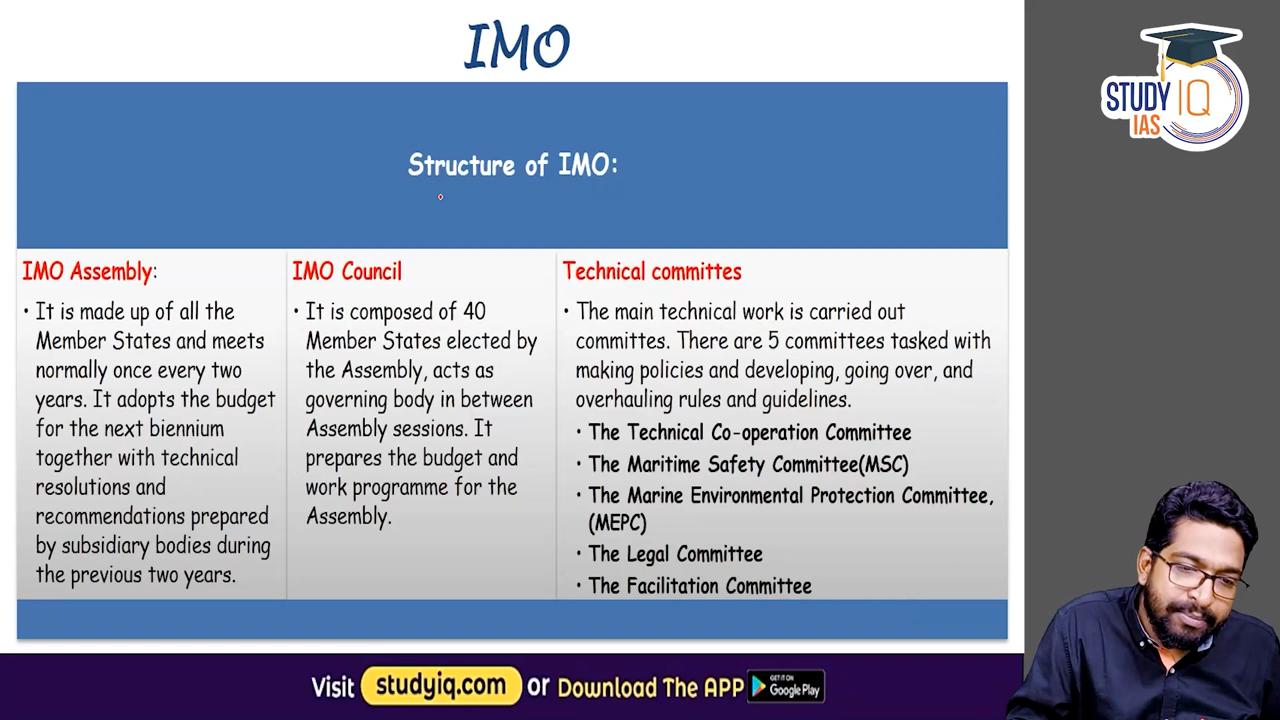 IMO
STUDY IQ
IAS
Structure of IMO:
IMO Assembly:
• It is made up of all the
Member States and meets
normally once every two
years. It adopts the budget
for the next biennium
together with technical
resolutions and
recommendations prepared
by subsidiary bodies during
the previous two years.
IMO Council
• It is composed of 40
Member States elected by
the Assembly, acts as
governing body in between
Assembly sessions. It
prepares the budget and
work programme for the
Assembly.
Technical committes
• The main technical work is carried out
committes. There are 5 committees tasked with
making policies and developing, going over, and
overhauling rules and guidelines.
• The Technical Co-operation Committee
• The Maritime Safety Committee(MSC)
• The Marine Environmental Protection Committee,
(MEPC)
• The Legal Committee
• The Facilitation Committee
Visit studyiq.com or Download The APP GET IT ON Google Play